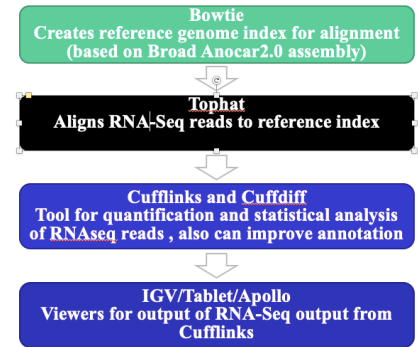 Bowtie
Creates reference genome index for alignment
(based on Broad Anocar2.0 assembly)
Tophat
Aligns RNA-Seq reads to reference index
Cufflinks and Cuffdiff
Tool for quantification and statistical analysis
of RNAseq reads , also can improve annotation
IGV/Tablet/Apollo
Viewers for output of RNA-Seq output from
Cufflinks